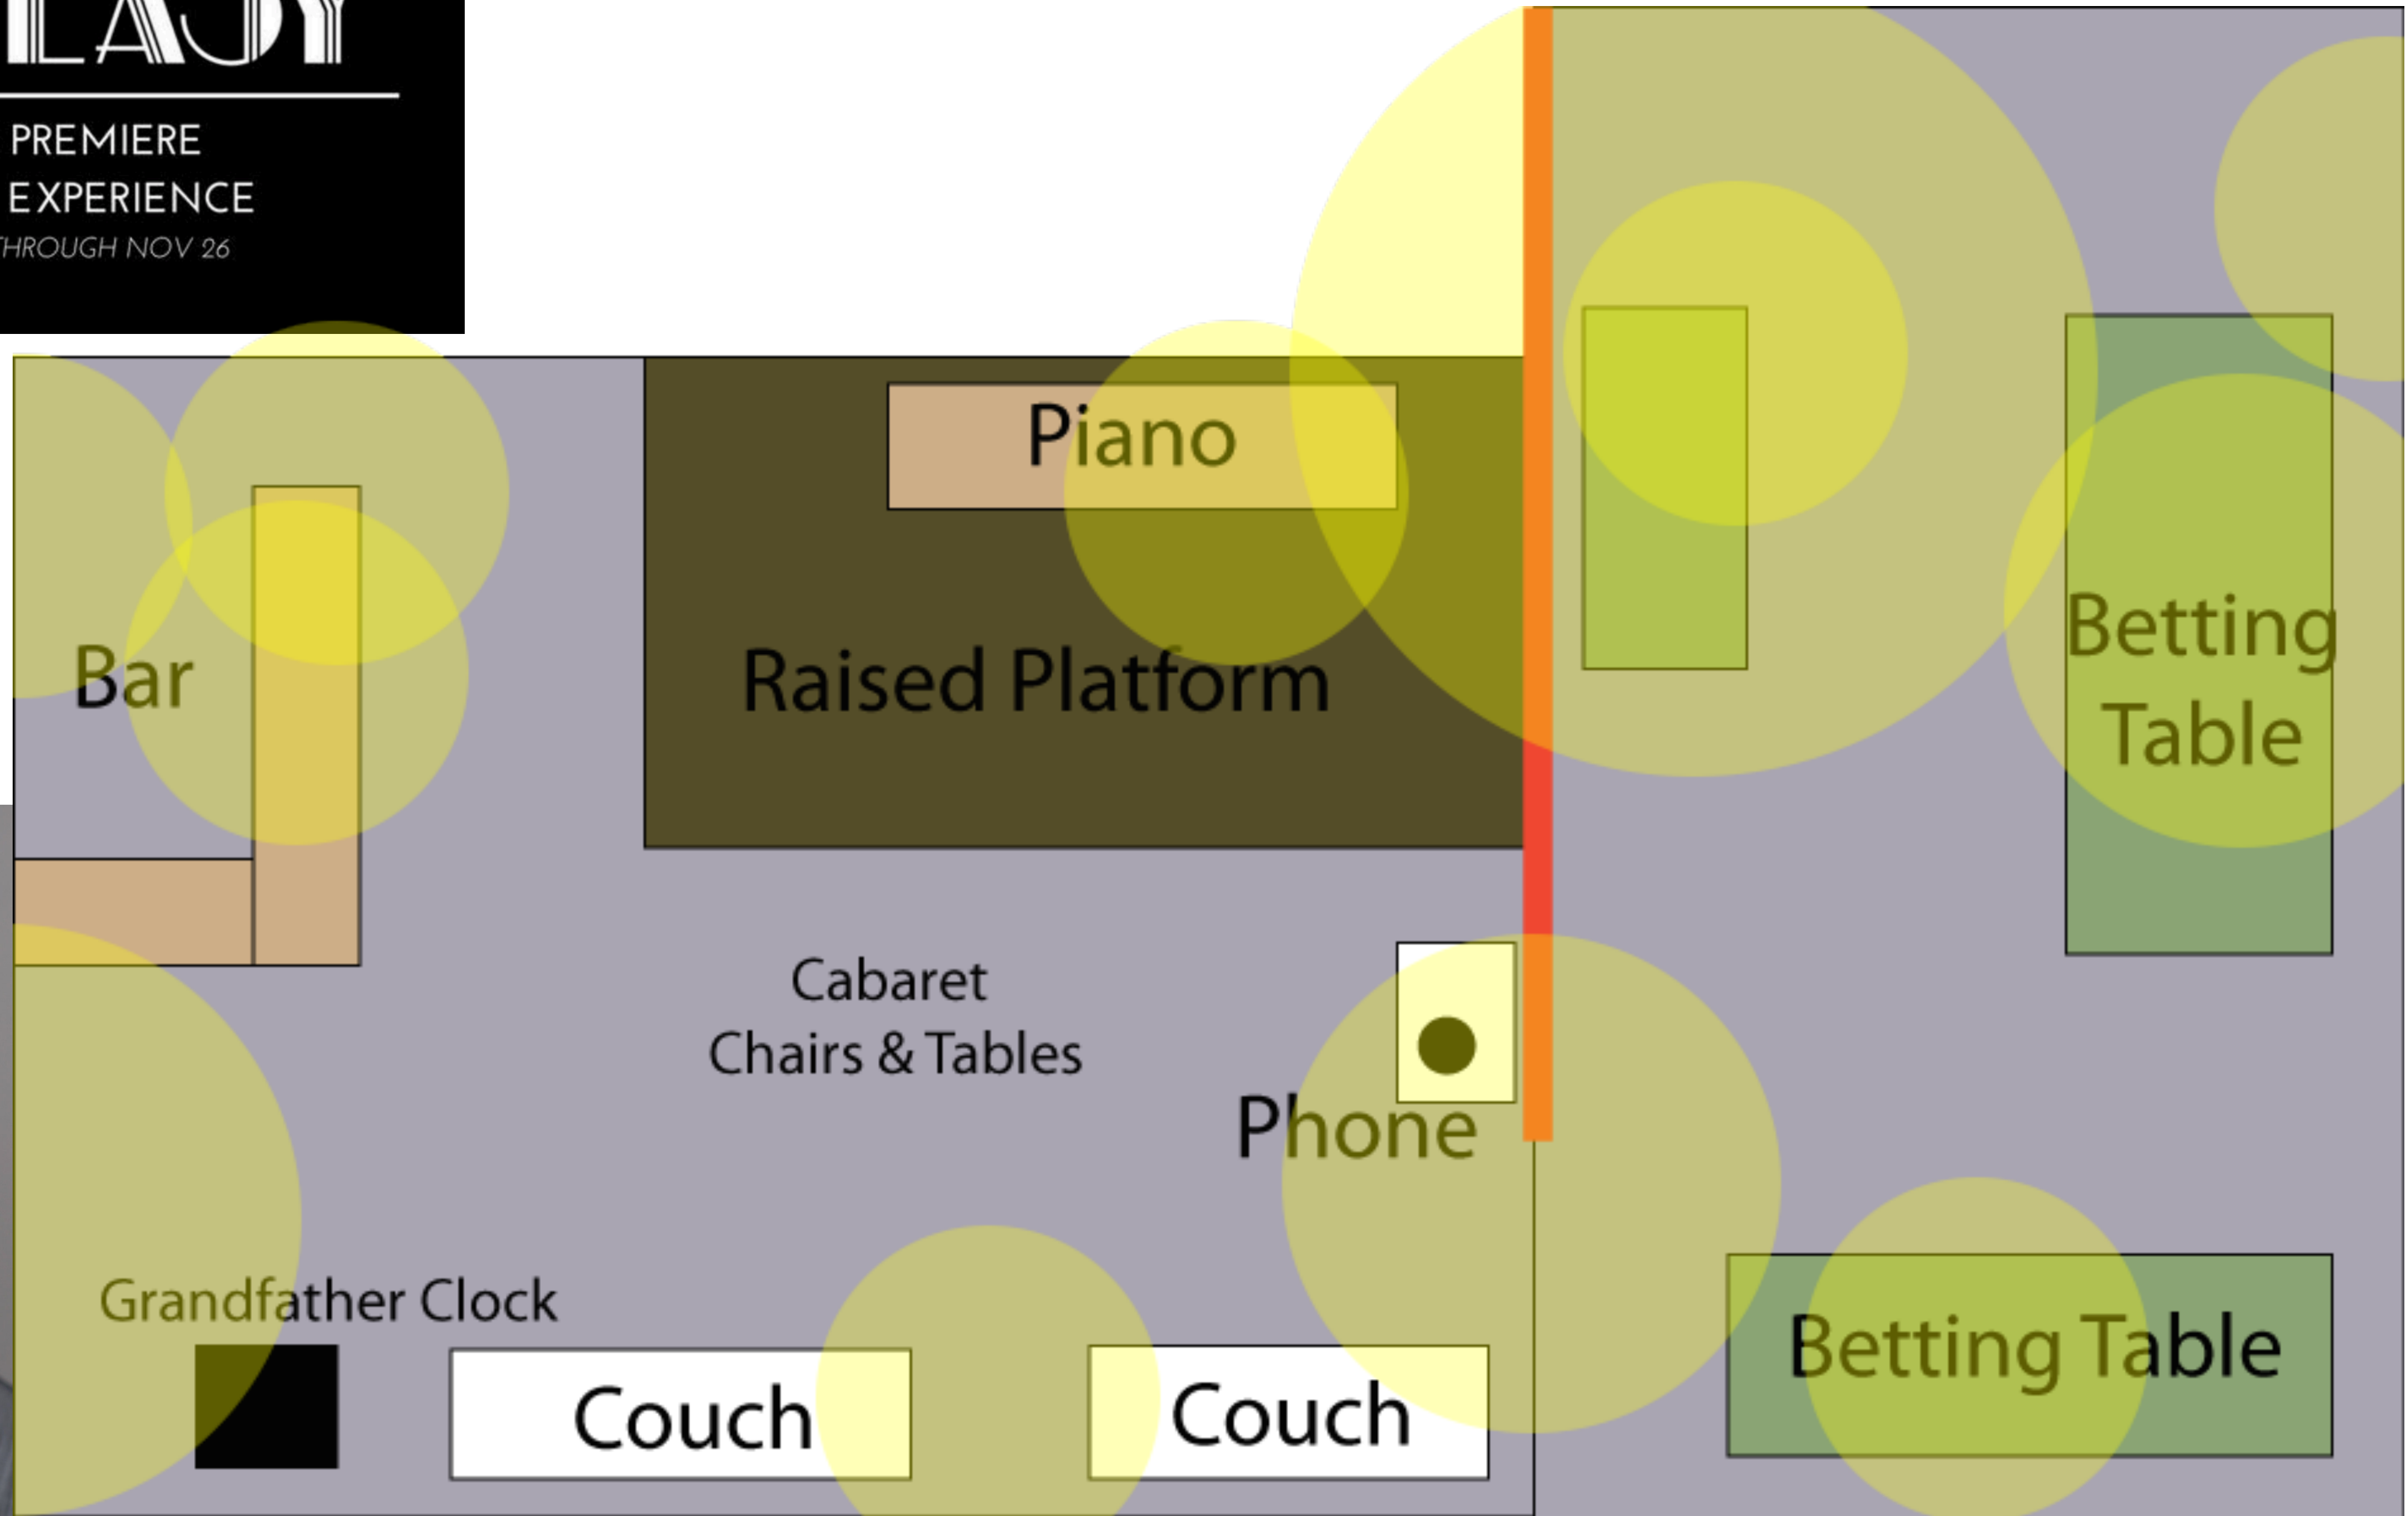 PREMIERE
EXPERIENCE
THROUGH NOV 26
Piano
Bar
Raised Platform
Betting
Table
Cabaret
Chairs & Tables
Phone
Grandfather Clock
Couch
Couch
Betting Table